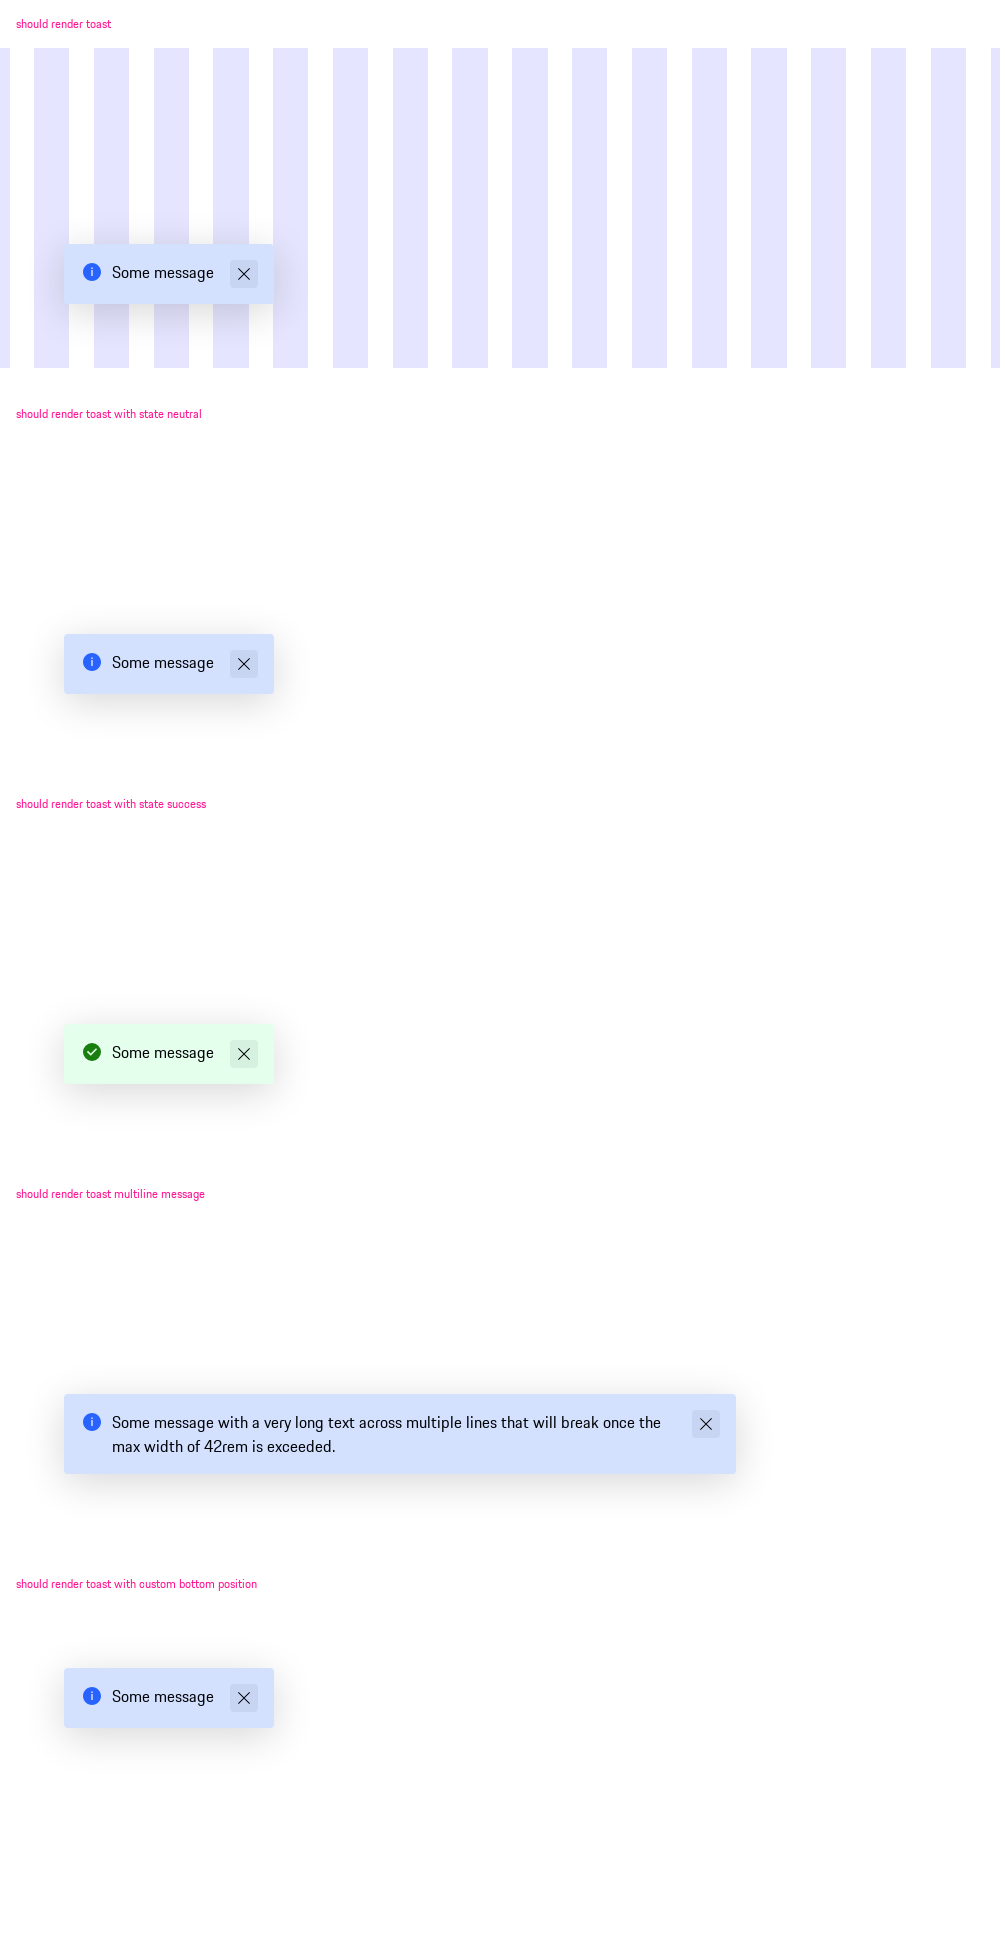 should render toast
Some message
should render toast with state neutral
Some message
should render toast with state success
Some message
should render toast multiline message
Some message with a very long text across multiple lines that will break once the
max width of 42rem is exceeded.
should render toast with custom bottom position
Some message